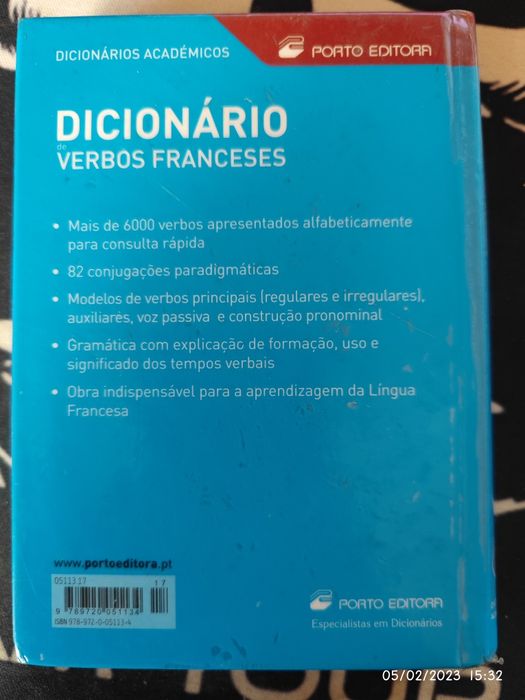 DICIONÁRIOS ACADÉMICOS
PORTO EDITORA
DICIONÁRIO
de
VERBOS FRANCESES
• Mais de 6000 verbos apresentados alfabeticamente
para consulta rápida
• 82 conjugações paradigmáticas
• Modelos de verbos principais (regulares e irregulares),
auxiliares, voz passiva e construção pronominal
• Gramática com explicação de formação, uso e
significado dos tempos verbais
• Obra indispensável para a aprendizagem da Língua
Francesa
www.portoeditora.pt
05113.17
17
9 789720 051134
ISBN 978-972-0-05113-4
PORTO EDITORA
Especialistas em Dicionários
05/02/2023 15:32